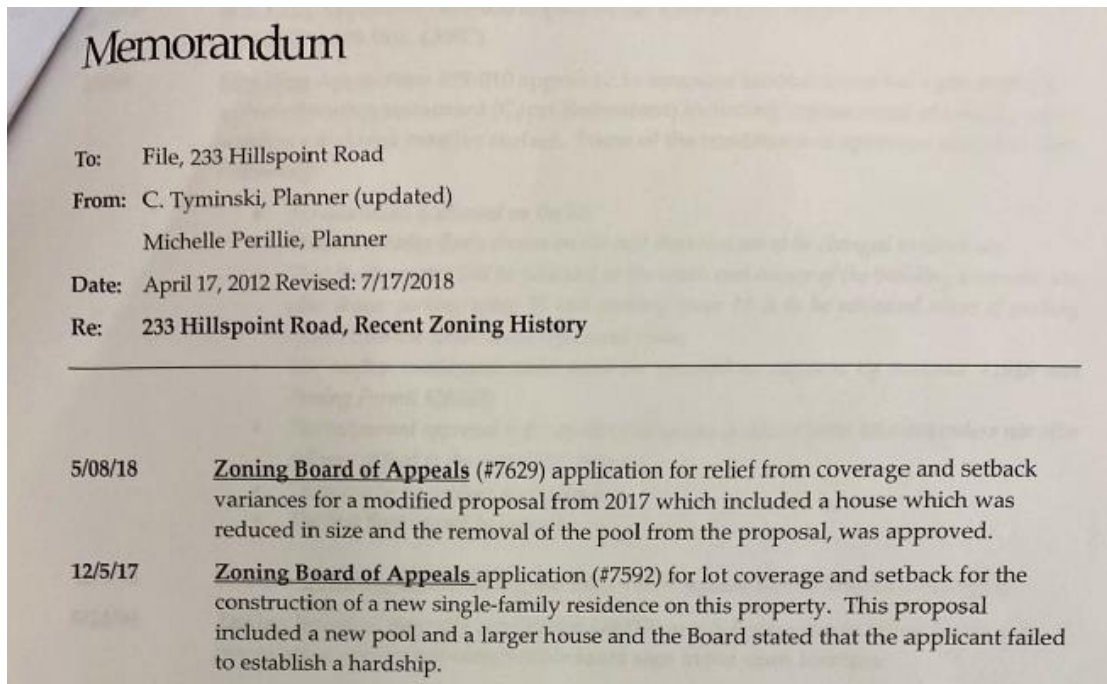 Memorandum
To: File, 233 Hillspoint Road
From: C. Tyminski, Planner (updated)
Michelle Perillie, Planner
Date: April 17, 2012 Revised: 7/17/2018
Re: 233 Hillspoint Road, Recent Zoning History
5/08/18 Zoning Board of Appeals (#7629) application for relief from coverage and setback
variances for a modified proposal from 2017 which included a house which was
reduced in size and the removal of the pool from the proposal, was approved.
12/5/17 Zoning Board of Appeals application (#7592) for lot coverage and setback for the
construction of a new single-family residence on this property. This proposal
included a new pool and a larger house and the Board stated that the applicant failed
to establish a hardship.